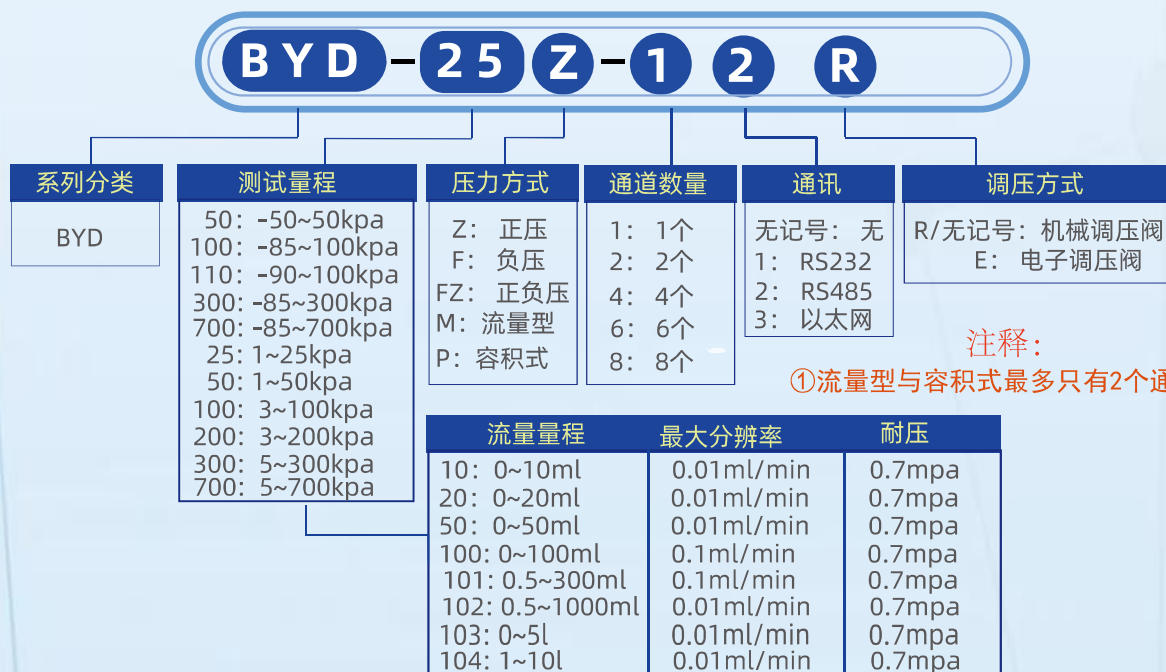 BYD-25Z-12R
系列分类
BYD
测试量程
50: -50~50kpa
100: -85~100kpa
110: -90~100kpa
300: -85~300kpa
700: -85~700kpa
25: 1~25kpa
50: 1~50kpa
100: 3~100kpa
200: 3~200kpa
300: 5~300kpa
700: 5~700kpa
压力方式
Z: 正压
F: 负压
FZ: 正负压
M: 流量型
P: 容积式
通道数量
1: 1个
2: 2个
4: 4个
6: 6个
8: 8个
通讯
无记号: 无
1: RS232
2: RS485
3: 以太网
调压方式
R/无记号: 机械调压阀
E: 电子调压阀
注释:
①流量型与容积式最多只有2个通
流量量程 最大分辨率 耐压
10: 0~10ml 0.01ml/min 0.7mpa
20: 0~20ml 0.01ml/min 0.7mpa
50: 0~50ml 0.01ml/min 0.7mpa
100: 0~100ml 0.1ml/min 0.7mpa
101: 0.5~300ml 0.1ml/min 0.7mpa
102: 0.5~1000ml 0.01ml/min 0.7mpa
103: 0~5l 0.01ml/min 0.7mpa
104: 1~10l 0.01ml/min 0.7mpa